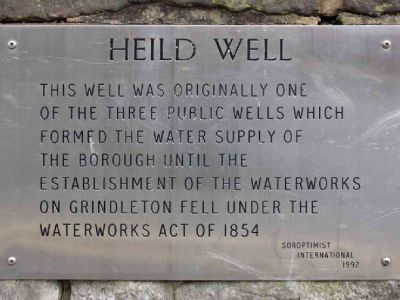 HEILD WELL
THIS WELL WAS ORIGINALLY ONE
OF THE THREE PUBLIC WELLS WHICH
FORMED THE WATER SUPPLY OF
THE BOROUGH UNTIL THE
ESTABLISHMENT OF THE WATERWORKS
ON GRINDLETON FELL UNDER THE
WATERWORKS ACT OF 1854
SOROPTIMIST
INTERNATIONAL
1992